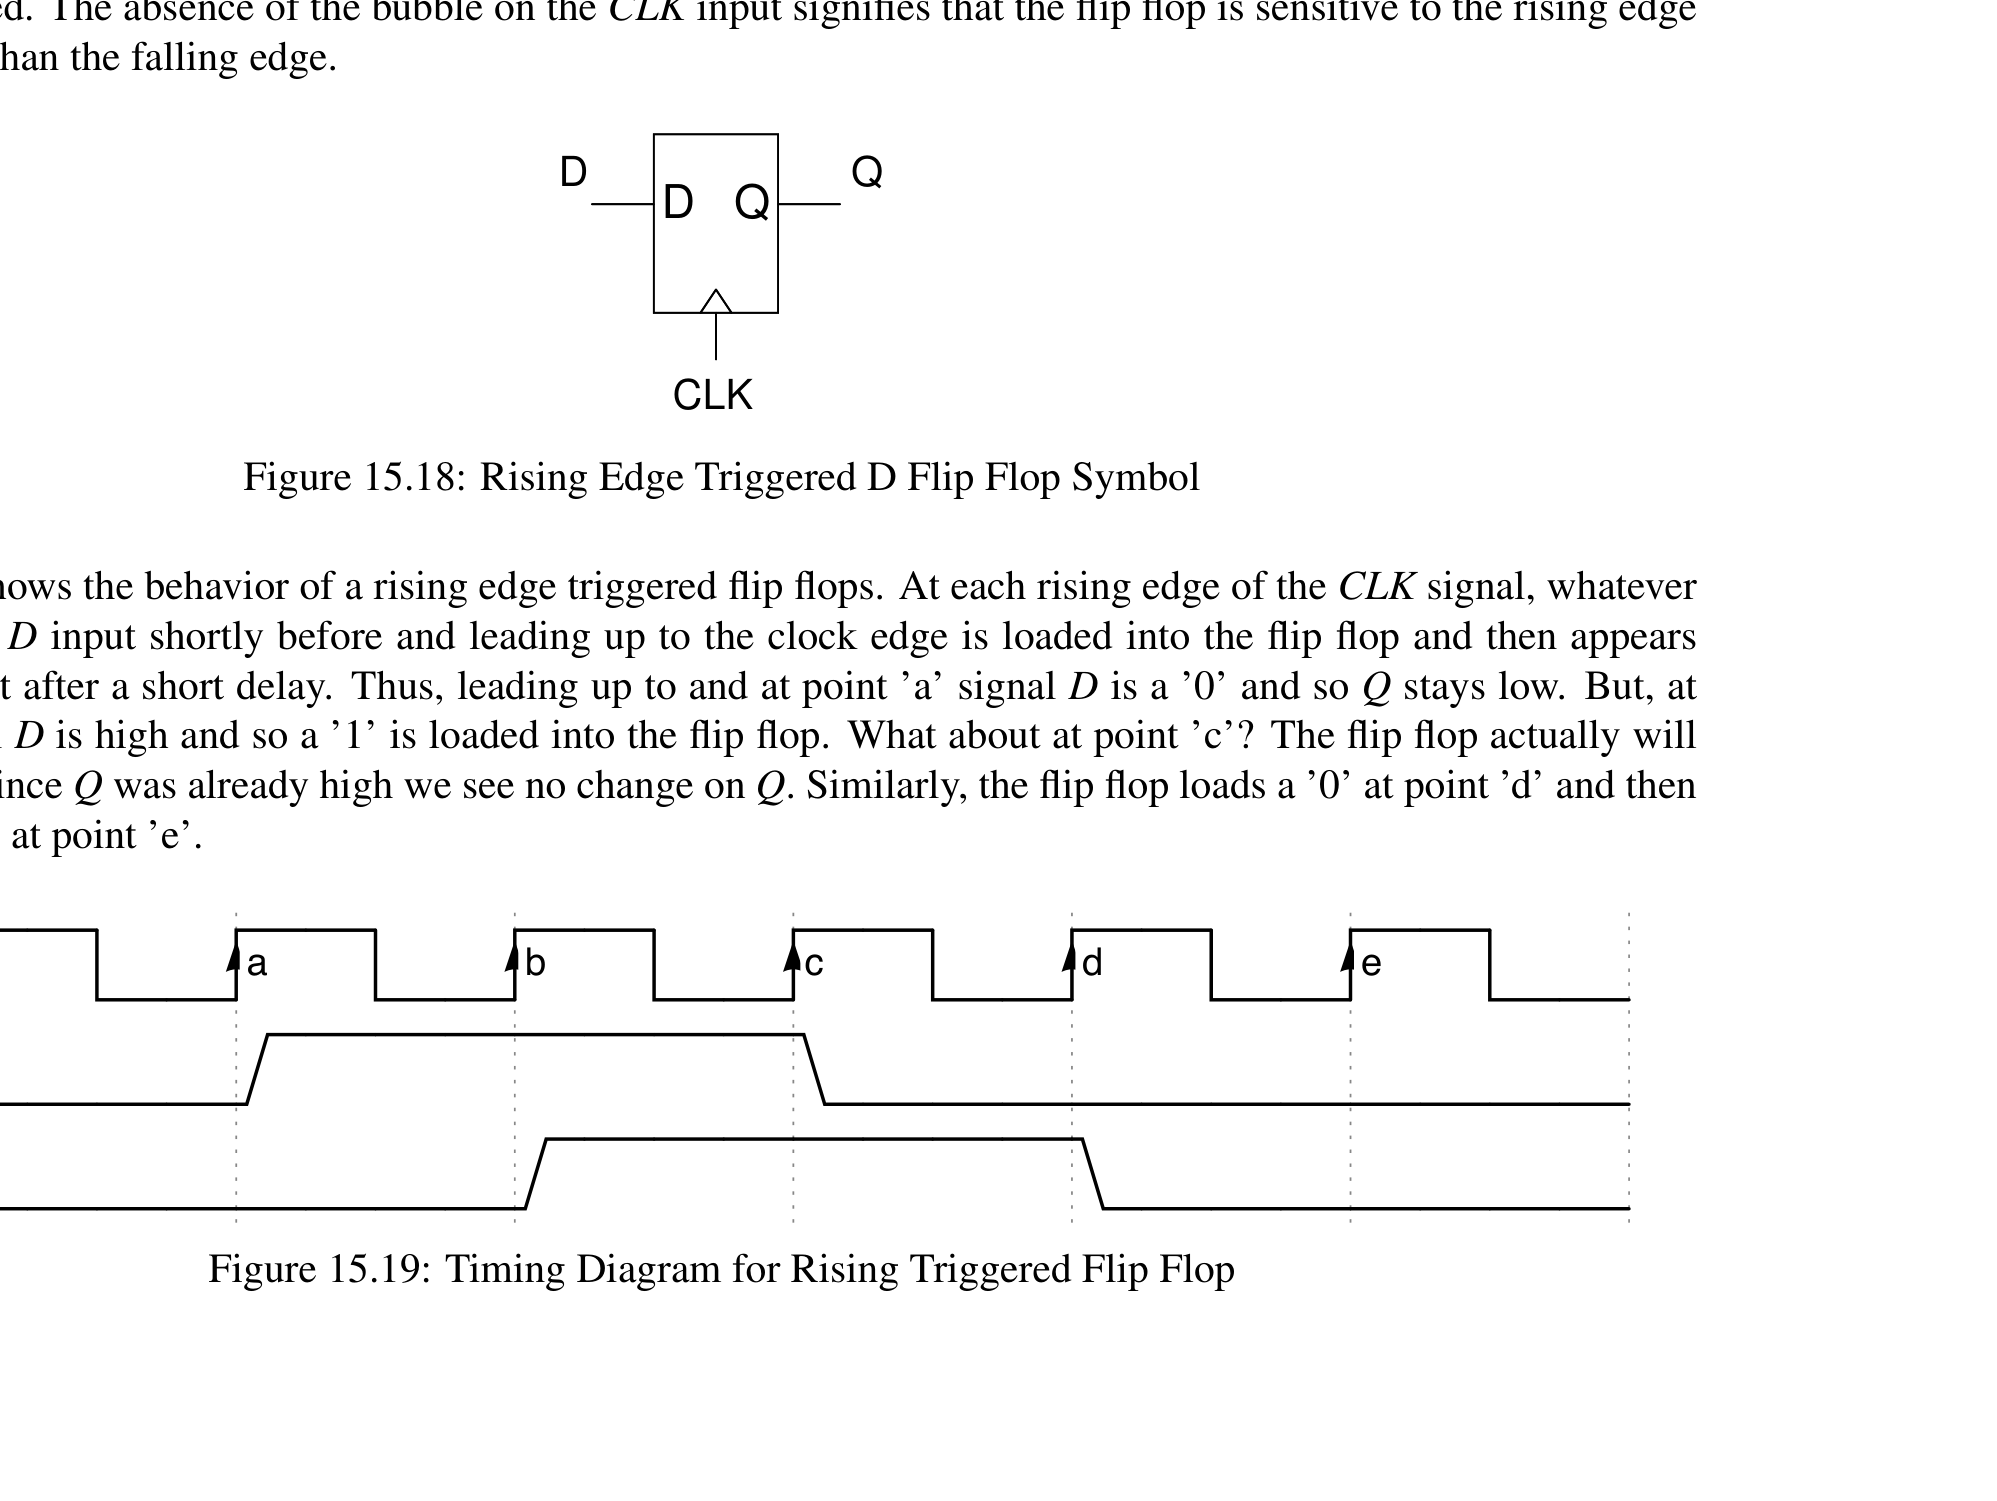 The absence of the bubble on the CLK input signifies that the flip flop is sensitive to the rising edge
han the falling edge.
D
Q
D Q
CLK
Figure 15.18: Rising Edge Triggered D Flip Flop Symbol
ows the behavior of a rising edge triggered flip flops. At each rising edge of the CLK signal, whatever
D input shortly before and leading up to the clock edge is loaded into the flip flop and then appears
t after a short delay. Thus, leading up to and at point 'a' signal D is a '0' and so Q stays low. But, at
D is high and so a '1' is loaded into the flip flop. What about at point 'c'? The flip flop actually will
ince Q was already high we see no change on Q. Similarly, the flip flop loads a '0' at point 'd' and then
at point 'e'.
a b c d e
Figure 15.19: Timing Diagram for Rising Triggered Flip Flop